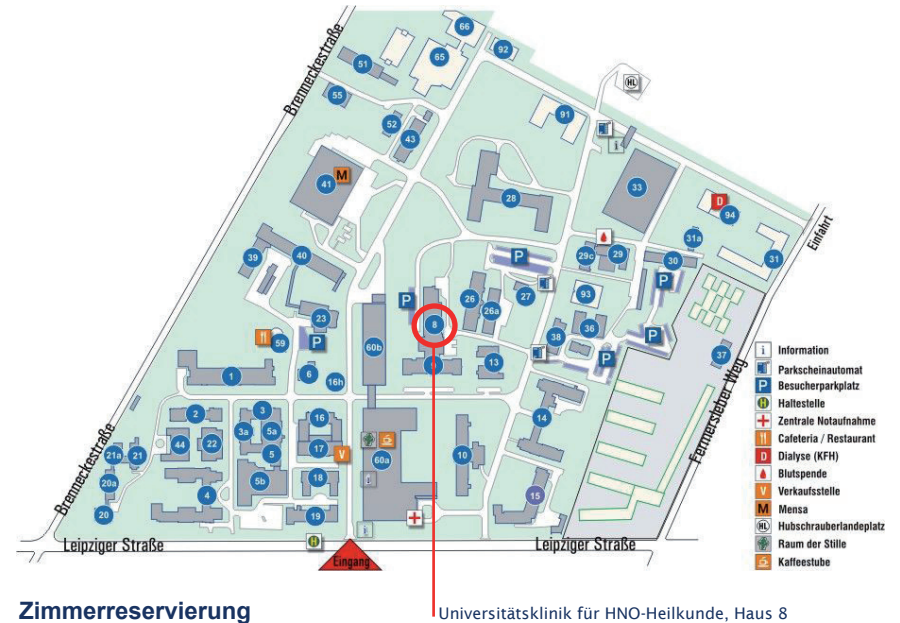 66
92
65
51
Brenneckestraße
HL
55
91
52
43
i
M
41
33
28
D
94
Einfahrt
31a
29c
29
39
40
P
30
31
27
P
93
26
26a
P
23
8
60b
36
P
38
59
P
P
37
i Information
Parkscheinautomat
P Besucherparkplatz
H Haltestelle
Zentrale Notaufnahme
Cafeteria / Restaurant
D Dialyse (KFH)
Blutspende
V Verkaufsstelle
M Mensa
HL Hubschrauberlandeplatz
Raum der Stille
Kaffeestube
13
6
1
16h
Fermersleber Weg
2
3
16
14
3a
5a
44
22
17
V
21a
21
5
60a
10
18
5b
20a
4
15
i
Brenneckestraße
20
19
i
H
Leipziger Straße
Leipziger Straße
Eingang
Zimmerreservierung
Universitätsklinik für HNO-Heilkunde, Haus 8